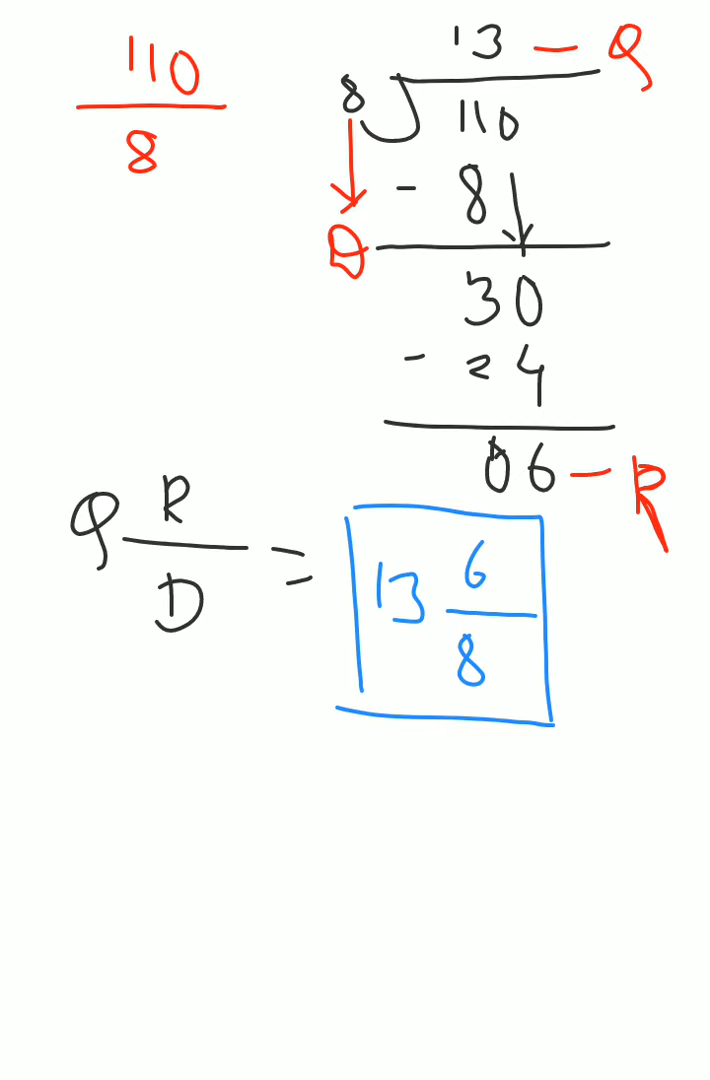 110
8
13 – Q
8 110
D
- 8
30
- 24
06 – R
Q R/D = 13 6/8